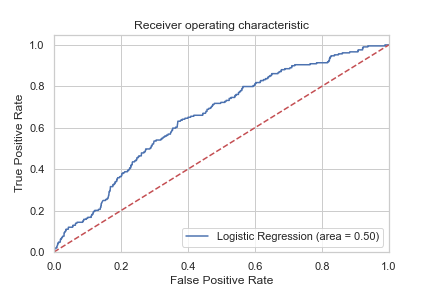 Receiver operating characteristic
1.0
0.8
0.6
0.4
0.2
0.0
True Positive Rate
Logistic Regression (area = 0.50)
0.0 0.2 0.4 0.6 0.8 1.0
False Positive Rate